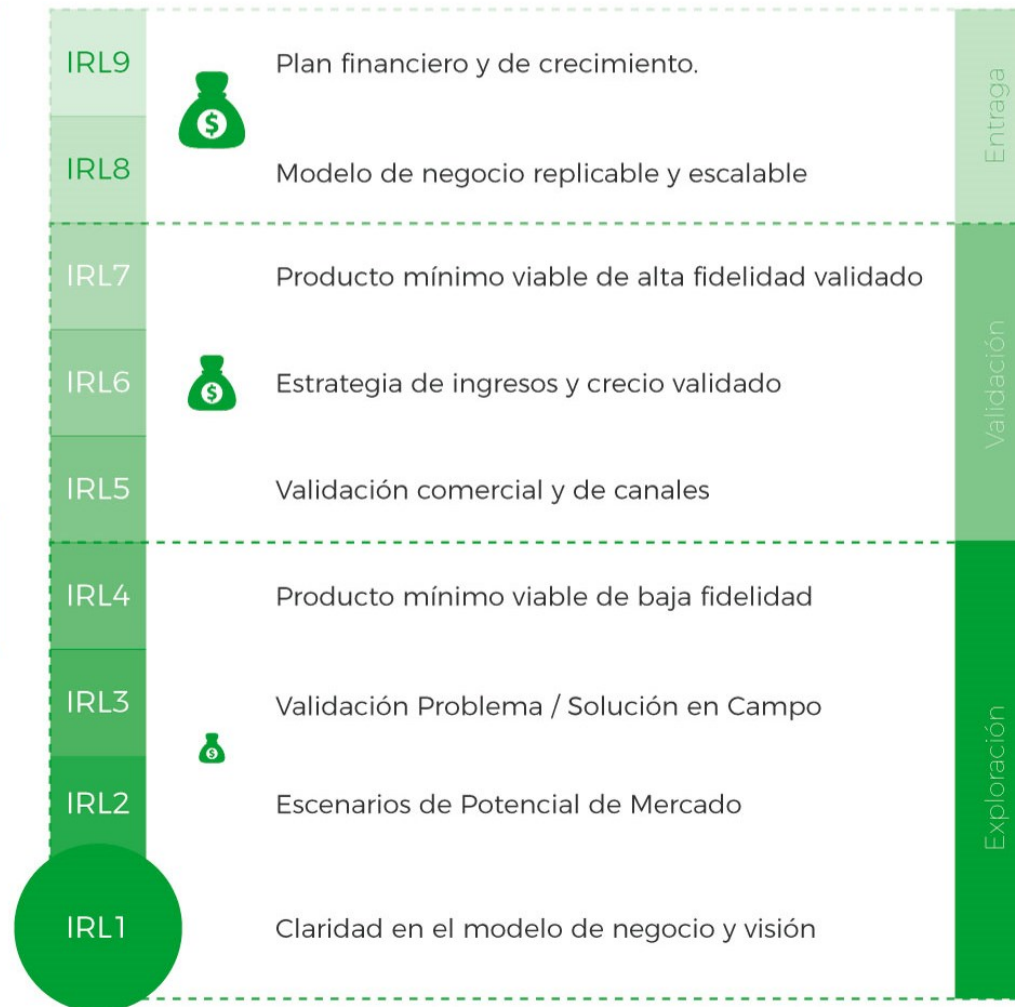 IRL9
Plan financiero y de crecimiento.
IRL8
Modelo de negocio replicable y escalable
Entraga
IRL7
Producto mínimo viable de alta fidelidad validado
IRL6
Estrategia de ingresos y crecio validado
IRL5
Validación comercial y de canales
Validación
IRL4
Producto mínimo viable de baja fidelidad
IRL3
Validación Problema / Solución en Campo
IRL2
Escenarios de Potencial de Mercado
IRL1
Claridad en el modelo de negocio y visión
Exploración
$
$
$